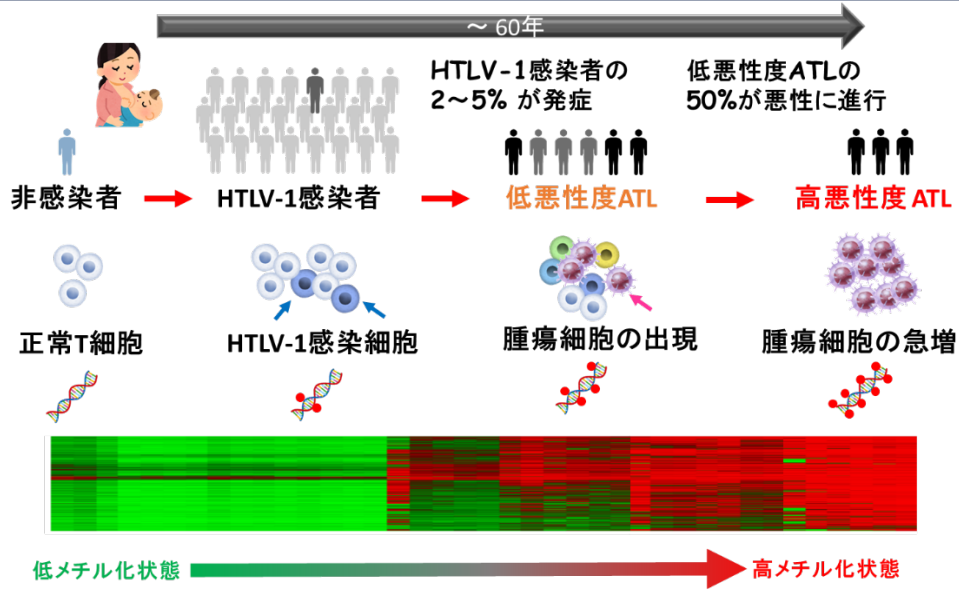 ～ 60年
HTLV-1感染者の
2～5% が発症
低悪性度ATLの
50%が悪性に進行
非感染者
HTLV-1感染者
低悪性度ATL
高悪性度 ATL
正常T細胞
HTLV-1感染細胞
腫瘍細胞の出現
腫瘍細胞の急増
低メチル化状態
高メチル化状態